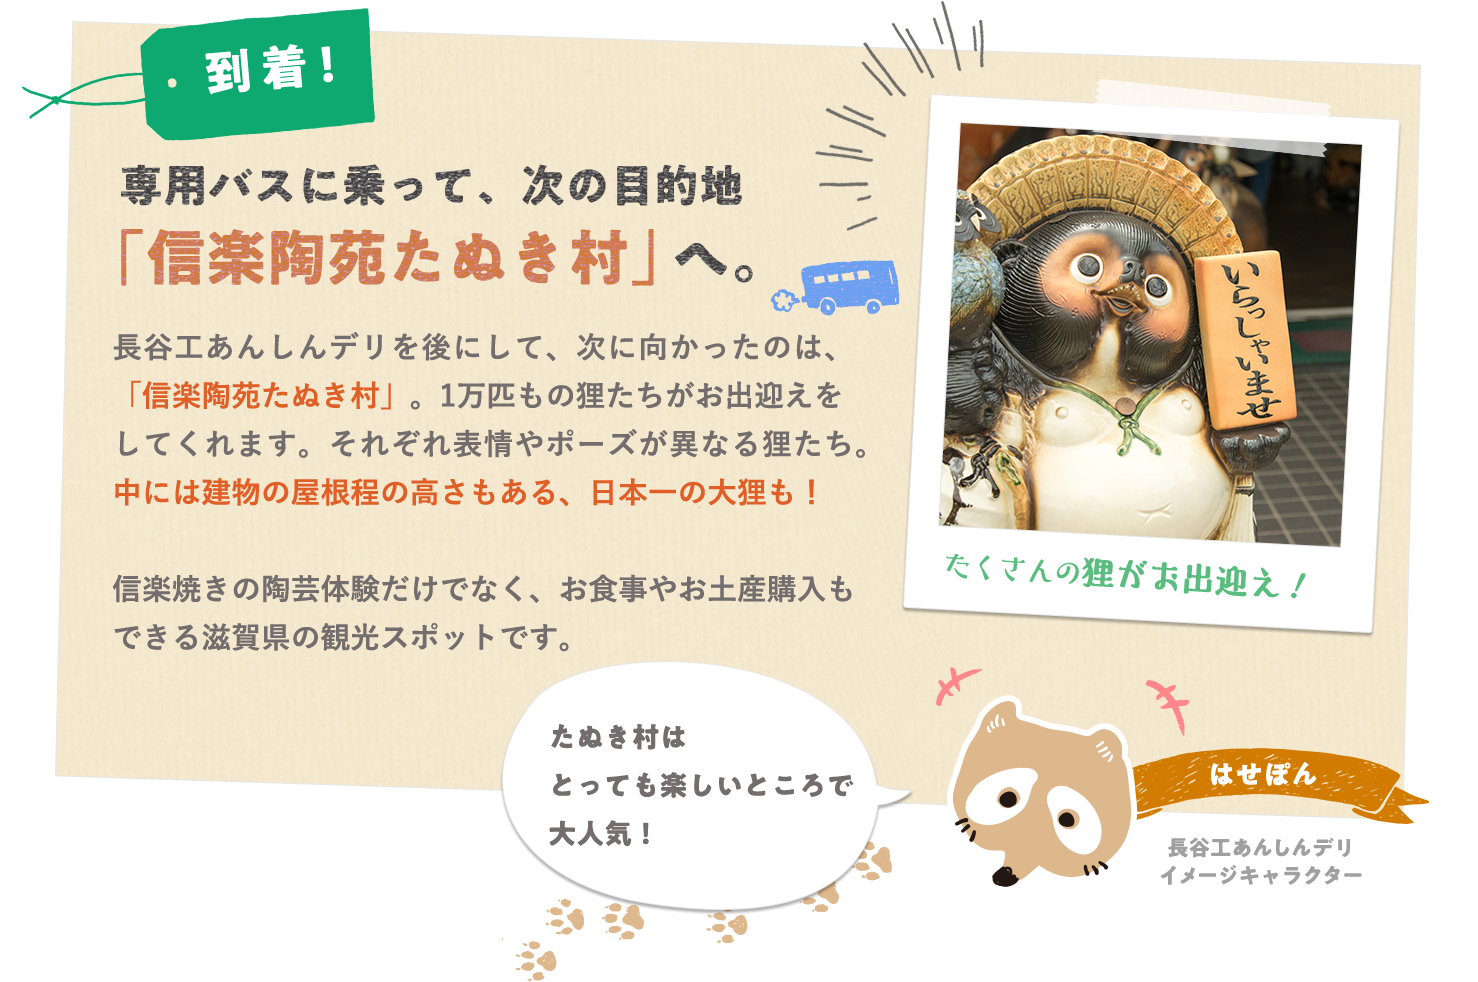 到着！
専用バスに乗って、次の目的地
「信楽陶苑たぬき村」へ。
長谷工あんしんデリを後にして、次に向かったのは、
「信楽陶苑たぬき村」。1万匹もの狸たちがお出迎えを
してくれます。それぞれ表情やポーズが異なる狸たち。
中には建物の屋根程の高さもある、日本一の大狸も！
信楽焼きの陶芸体験だけでなく、お食事やお土産購入も
できる滋賀県の観光スポットです。
いらっしゃいませ
たくさんの狸がお出迎え！
たぬき村は
とっても楽しいところで
大人気！
はせぽん
長谷工あんしんデリ
イメージキャラクター